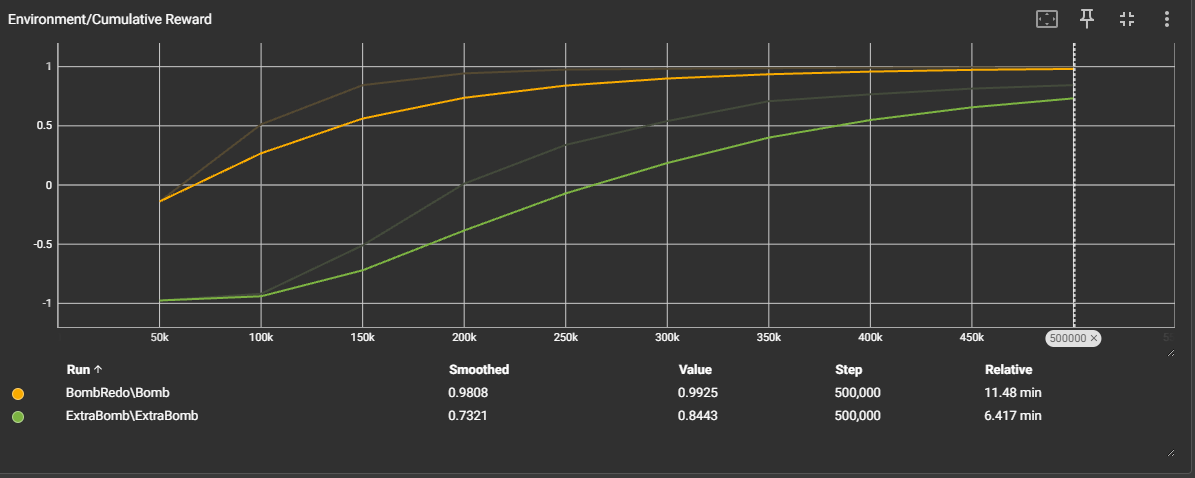 Environment/Cumulative Reward
1
0.5
0
-0.5
-1
50k 100k 150k 200k 250k 300k 350k 400k 450k 500000 ×
Run ↑ Smoothed Value Step Relative
BombRedo\Bomb 0.9808 0.9925 500,000 11.48 min
ExtraBomb\ExtraBomb 0.7321 0.8443 500,000 6.417 min